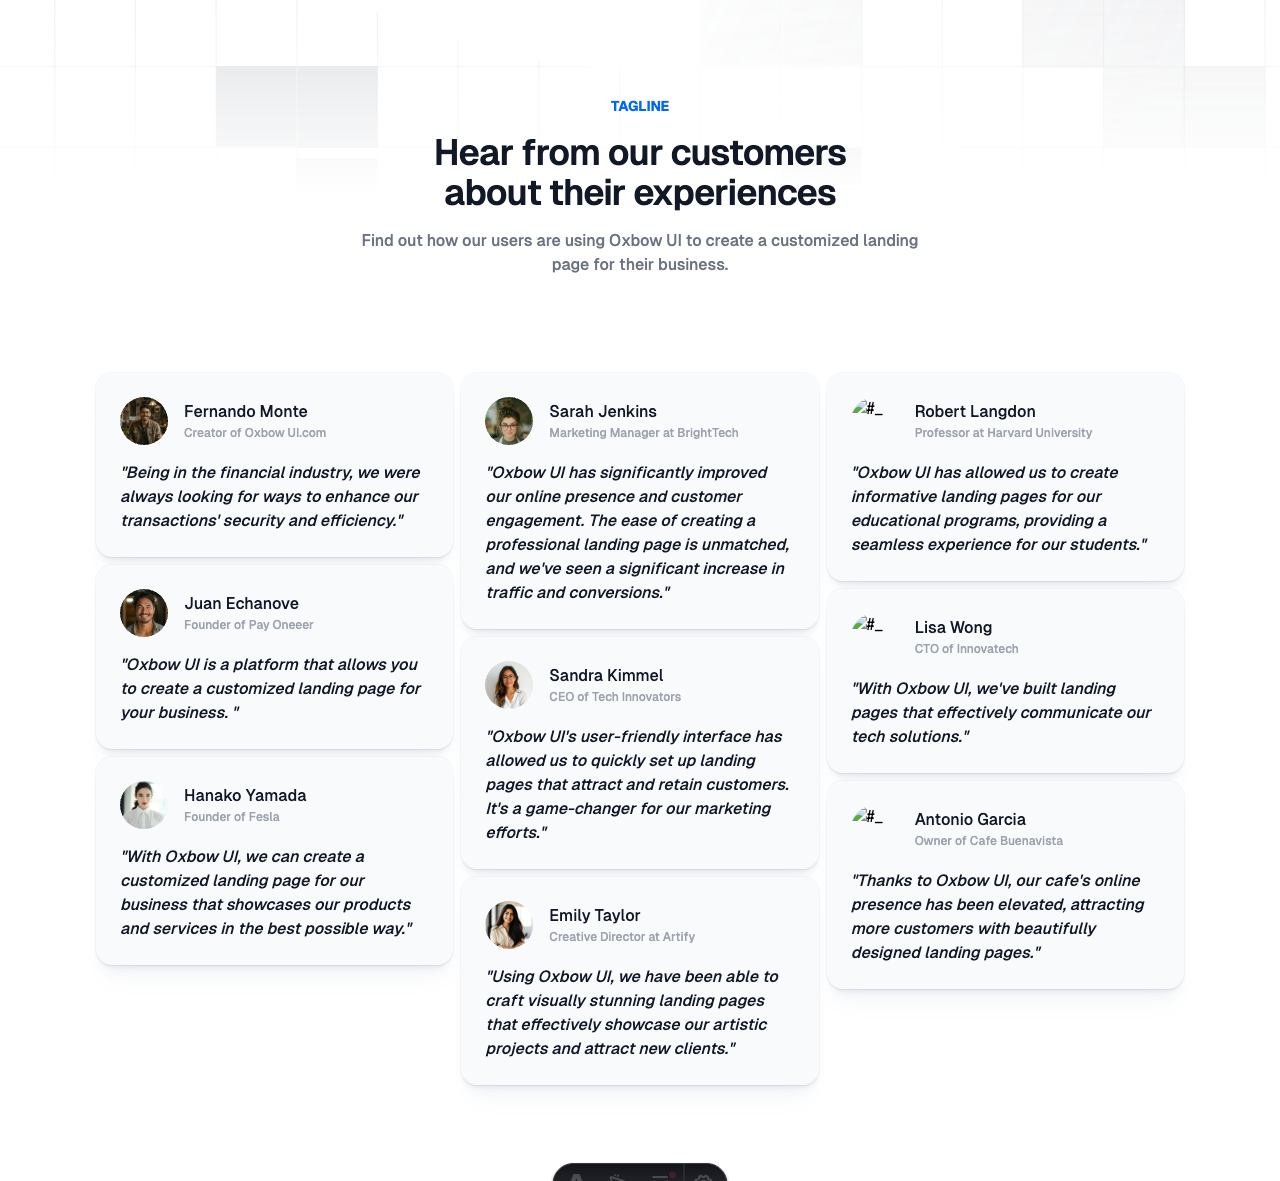 TAGLINE
Hear from our customers
about their experiences
Find out how our users are using Oxbow UI to create a customized landing
page for their business.
Fernando Monte
Creator of Oxbow UI.com
"Being in the financial industry, we were
always looking for ways to enhance our
transactions' security and efficiency."
Juan Echanove
Founder of Pay Oneeer
"Oxbow UI is a platform that allows you
to create a customized landing page for
your business. "
Hanako Yamada
Founder of Fesla
"With Oxbow UI, we can create a
customized landing page for our
business that showcases our products
and services in the best possible way."
Sarah Jenkins
Marketing Manager at BrightTech
"Oxbow UI has significantly improved
our online presence and customer
engagement. The ease of creating a
professional landing page is unmatched,
and we've seen a significant increase in
traffic and conversions."
Sandra Kimmel
CEO of Tech Innovators
"Oxbow UI's user-friendly interface has
allowed us to quickly set up landing
pages that attract and retain customers.
It's a game-changer for our marketing
efforts."
Emily Taylor
Creative Director at Artify
"Using Oxbow UI, we have been able to
craft visually stunning landing pages
that effectively showcase our artistic
projects and attract new clients."
#_
Robert Langdon
Professor at Harvard University
"Oxbow UI has allowed us to create
informative landing pages for our
educational programs, providing a
seamless experience for our students."
#_
Lisa Wong
CTO of Innovatech
"With Oxbow UI, we've built landing
pages that effectively communicate our
tech solutions."
#_
Antonio Garcia
Owner of Cafe Buenavista
"Thanks to Oxbow UI, our cafe's online
presence has been elevated, attracting
more customers with beautifully
designed landing pages."